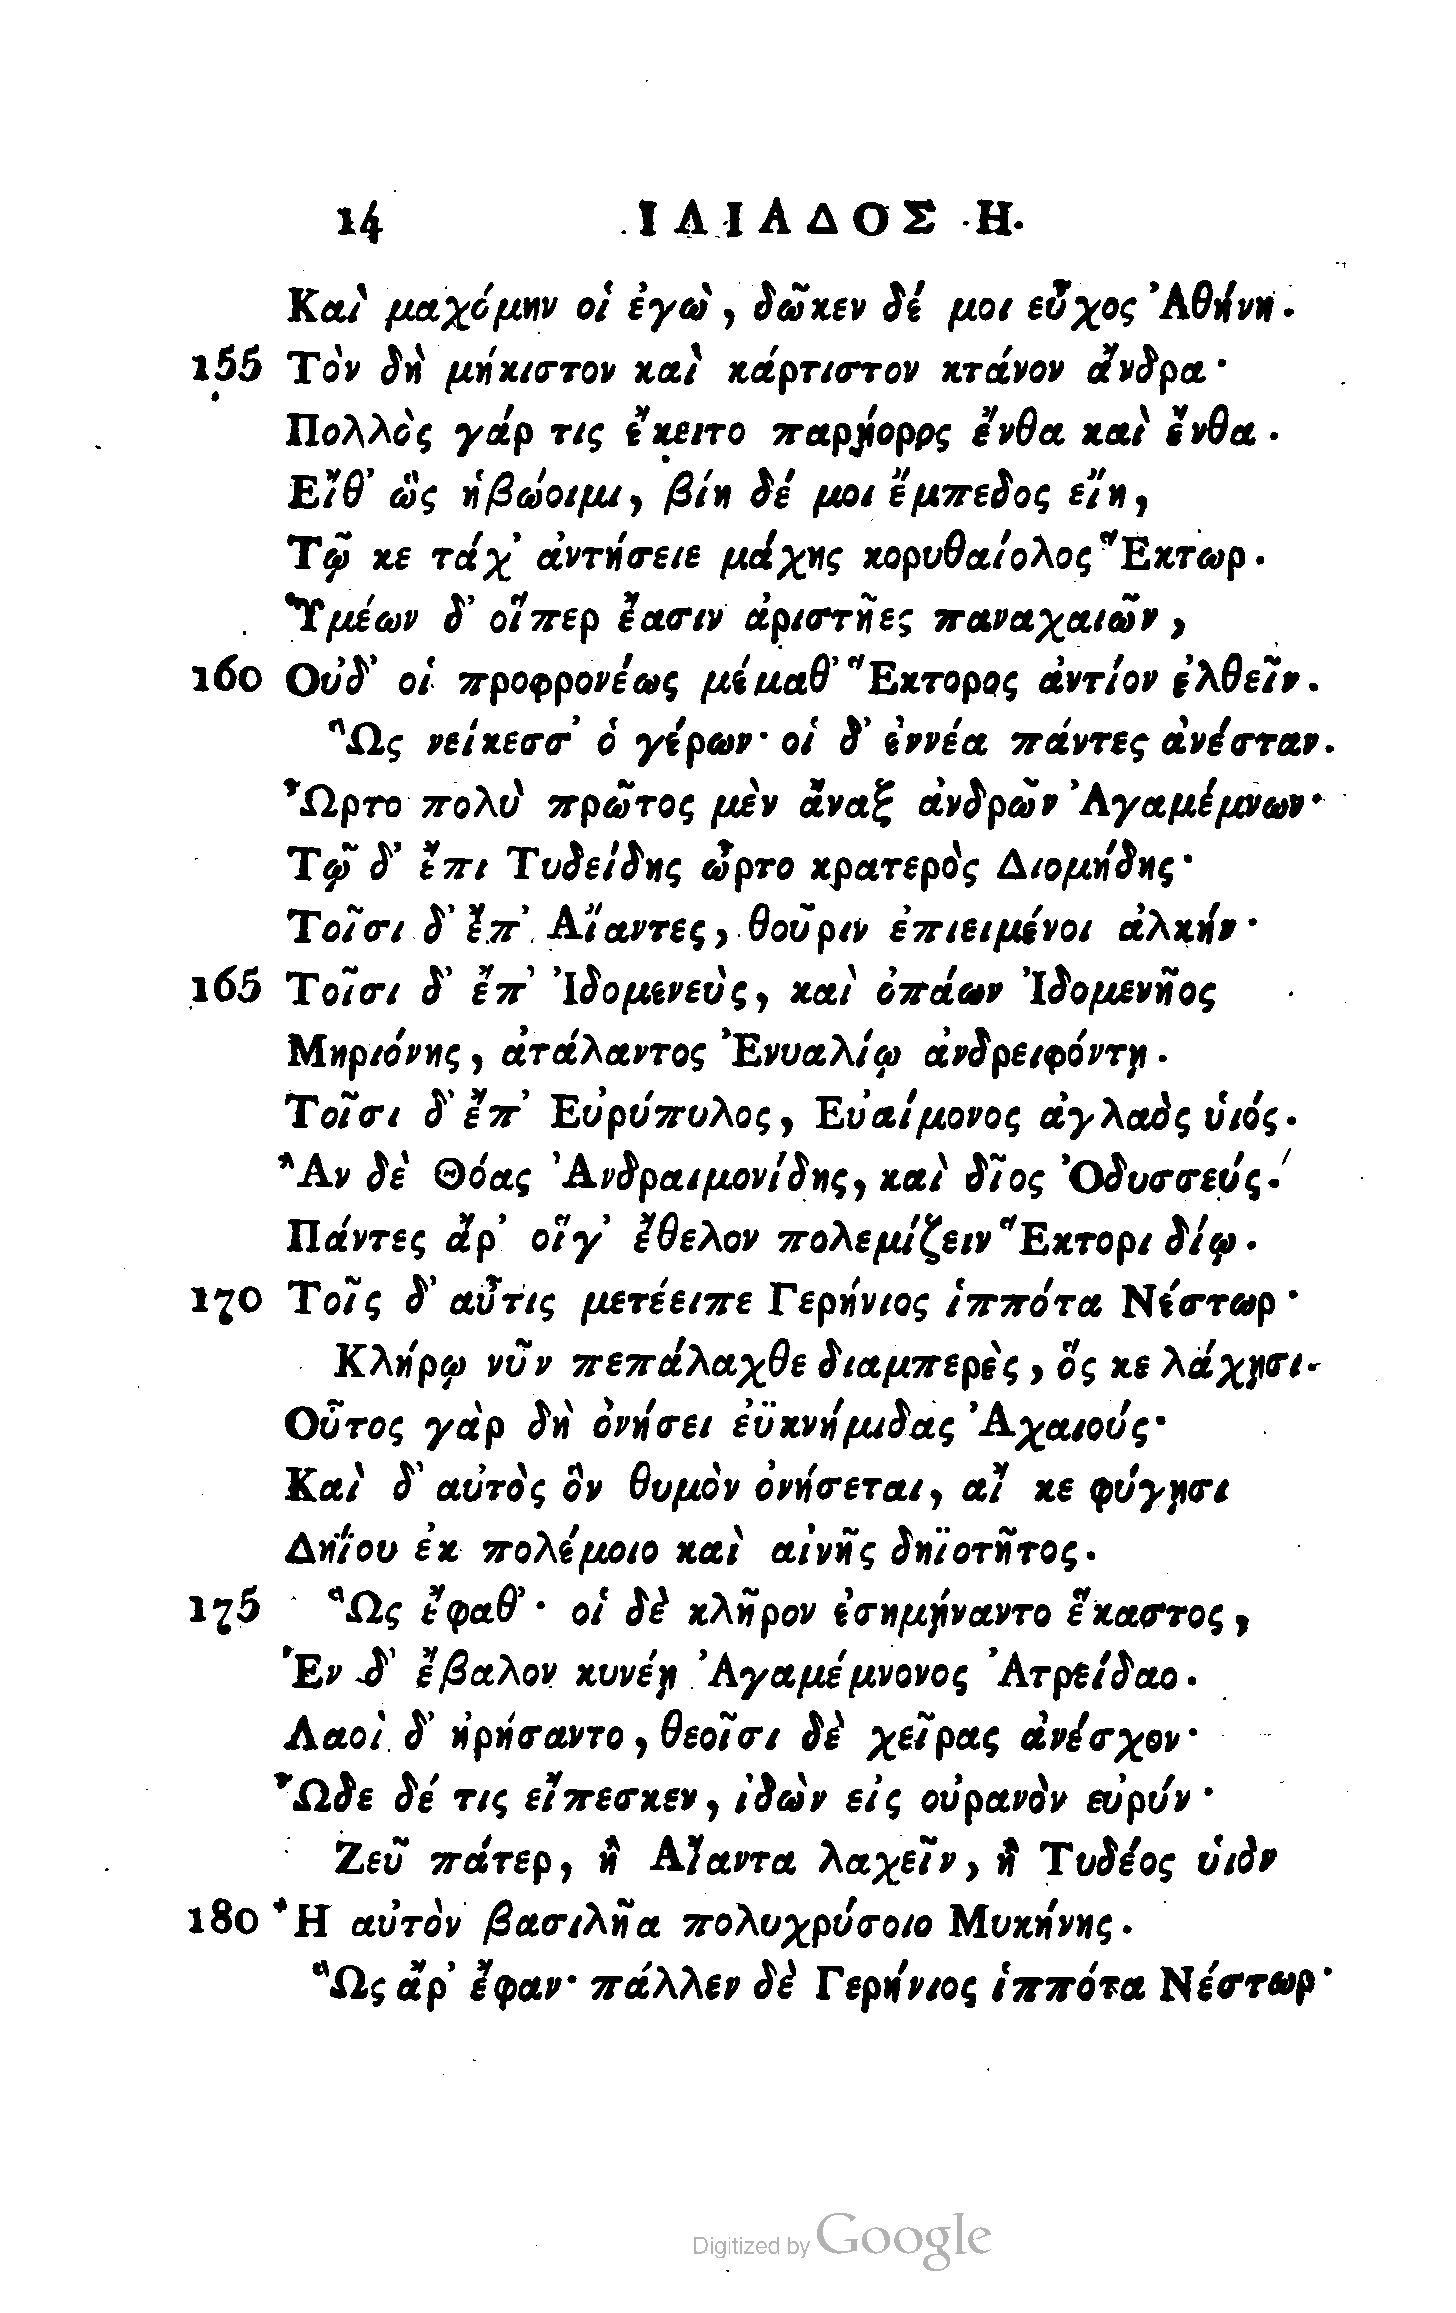 14 ΙΛΙΑΔΟΣ Η.
Καὶ μαχόμην οἱ ἐγὼ, δῶκεν δέ μοι εὖχος Ἀθήνη.
155 Τὸν δὴ μήκιστον καὶ κάρτιστον κτάνον ἄνδρα·
Πολλὸς γάρ τις ἔκειτο παρήορος ἔνθα καὶ ἔνθα.
Εἴθ' ὣς ἡβώοιμι, βίη δέ μοι ἔμπεδος εἴη,
Τῷ κε τάχ' ἀντήσειε μάχης κορυθαίολος Ἕκτωρ.
Ὑμέων δ' οἵπερ ἔασιν ἀριστῆες παναχαιῶν,
160 Οὐδ' οἱ προφρονέως μέμαθ' Ἕκτορος ἀντίον ἐλθεῖν.
Ὣς νείκεσσ' ὁ γέρων· οἱ δ' ἐννέα πάντες ἀνέσταν.
Ὦρτο πολὺ πρῶτος μὲν ἄναξ ἀνδρῶν Ἀγαμέμνων·
Τῷ δ' ἔπι Τυδείδης ὦρτο κρατερὸς Διομήδης·
Τοῖσι δ' ἔπ' Αἴαντες, θοῦριν ἐπιειμένοι ἀλκήν·
165 Τοῖσι δ' ἔπ' Ἰδομενεὺς, καὶ ὀπάων Ἰδομενῆος
Μηριόνης, ἀτάλαντος Ἐνυαλίῳ ἀνδρειφόντῃ.
Τοῖσι δ' ἔπ' Εὐρύπυλος, Εὐαίμονος ἀγλαὸς ὑιός.
Ἂν δὲ Θόας Ἀνδραιμονίδης, καὶ δῖος Ὀδυσσεύς.
Πάντες ἄρ' οἵγ' ἔθελον πολεμίζειν Ἕκτορι δίῳ.
170 Τοῖς δ' αὖτις μετέειπε Γερήνιος ἱππότα Νέστωρ·
Κλήρῳ νῦν πεπάλαχθε διαμπερὲς, ὅς κε λάχῃσι·
Οὗτος γὰρ δὴ ὀνήσει ἐϋκνήμιδας Ἀχαιούς·
Καὶ δ' αὐτὸς ὃν θυμὸν ὀνήσεται, αἴ κε φύγῃσι
Δηΐου ἐκ πολέμοιο καὶ αἰνῆς δηϊοτῆτος.
175 Ὣς ἔφαθ'· οἱ δὲ κλῆρον ἐσημήναντο ἕκαστος,
Ἐν δ' ἔβαλον κυνέῃ Ἀγαμέμνονος Ἀτρείδαο.
Λαοὶ δ' ἠρήσαντο, θεοῖσι δὲ χεῖρας ἀνέσχον·
Ὧδε δέ τις εἴπεσκεν, ἰδὼν εἰς οὐρανὸν εὐρύν·
Ζεῦ πάτερ, ἢ Αἴαντα λαχεῖν, ἢ Τυδέος ὑιὸν
180 Ἢ αὐτὸν βασιλῆα πολυχρύσοιο Μυκήνης.
Ὣς ἄρ' ἔφαν· πάλλεν δὲ Γερήνιος ἱππότα Νέστωρ·
Digitized by Google